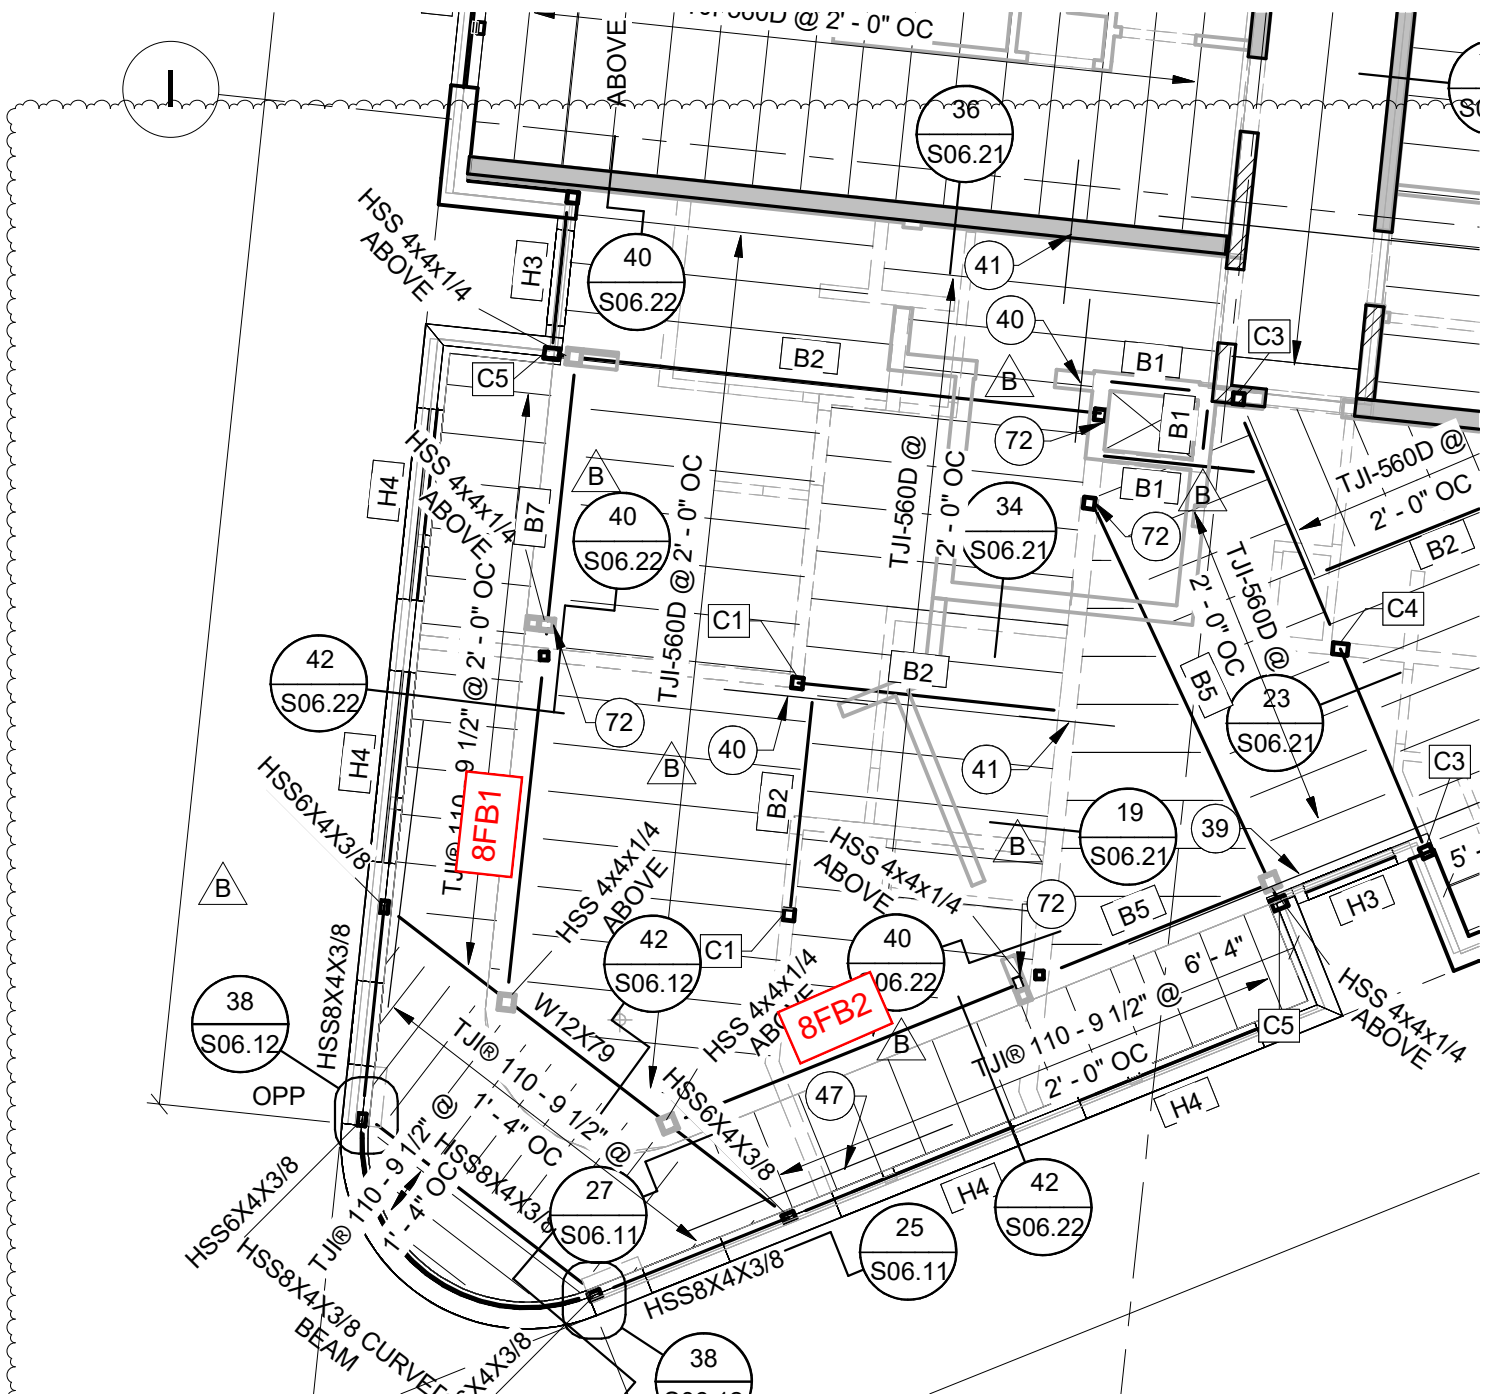 TJI-560D @ 2' - 0" OC
ABOVE
I
36
S06.21
HSS 4x4x1/4
ABOVE
H3
40
S06.22
41
40
C3
B2
B1
B
C5
B1
72
TJI-560D @
2' - 0" OC
HSS 4x4x1/4
ABOVE
H4
B7
B
40
S06.22
TJI-560D @ 2' - 0" OC
TJI-560D @
2' - 0" OC
34
S06.21
B1
B
72
B2
TJI-560D @
2' - 0" OC
C1
C4
42
S06.22
B2
B5
23
S06.21
72
40
B
41
C3
H4
TJI® 110 - 9 1/2" @ 2' - 0" OC
HSS6X4X3/8
8FB1
B2
19
S06.21
39
B
B
HSS 4x4x1/4
ABOVE
HSS 4x4x1/4
ABOVE
72
B5
H3
5' -
42
S06.12
C1
40
S06.22
6' - 4"
HSS8X4X3/8
38
S06.12
OPP
W12X79
HSS 4x4x1/4
ABOVE
8FB2
B
TJI® 110 - 9 1/2" @
2' - 0" OC
C5
HSS 4x4x1/4
ABOVE
TJI® 110 - 9 1/2" @
1' - 4" OC
HSS6X4X3/8
47
H4
TJI® 110 - 9 1/2" @
1' - 4" OC
HSS8X4X3/8
HSS6X4X3/8
27
S06.11
H4
42
S06.22
25
S06.11
HSS8X4X3/8
HSS8X4X3/8 CURVED
BEAM
38